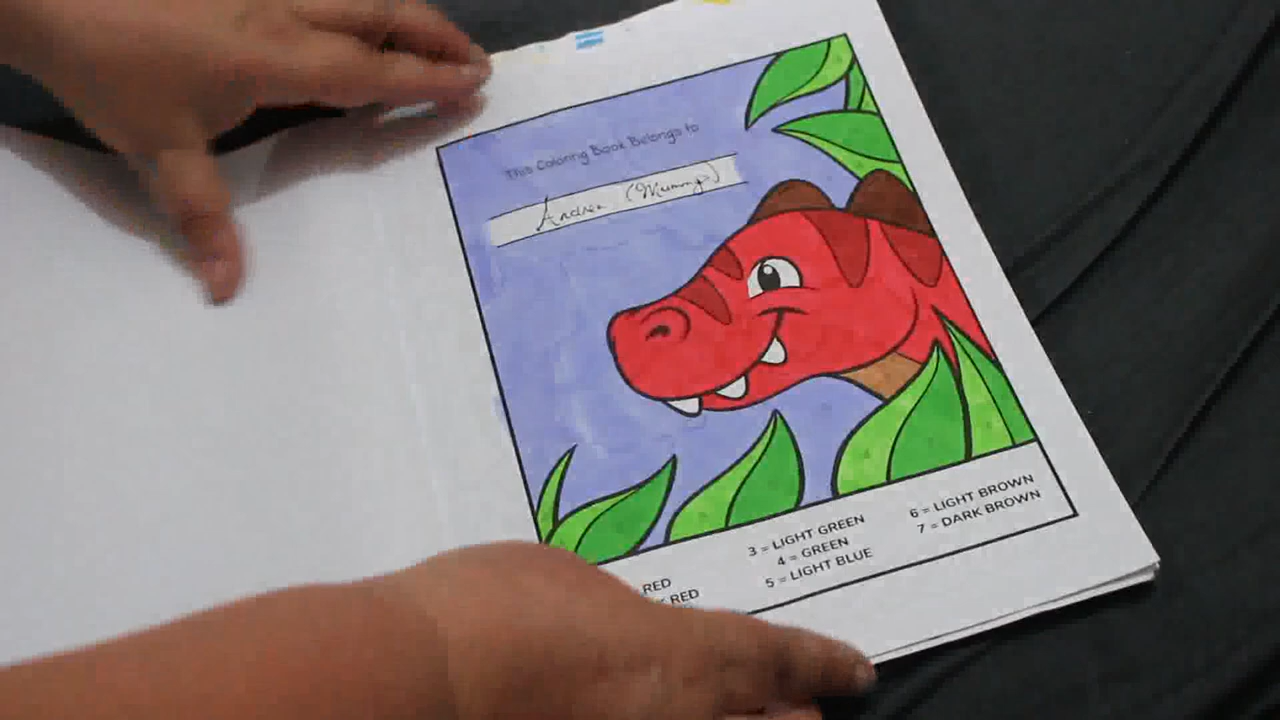 This Coloring Book Belongs to
Andrea (Mummy)
RED
RED
3 = LIGHT GREEN
4 = GREEN
5 = LIGHT BLUE
6 = LIGHT BROWN
7 = DARK BROWN